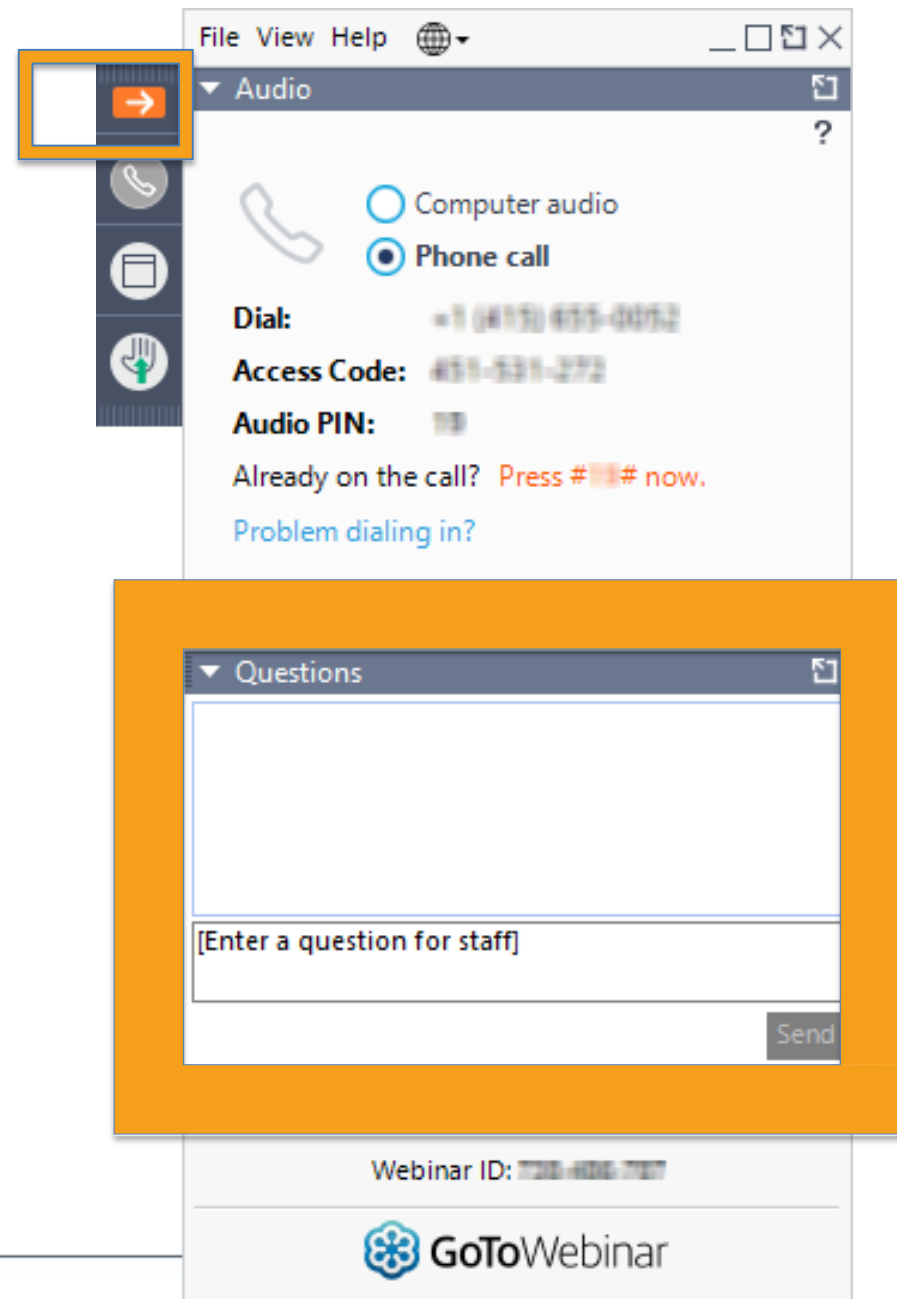 File View Help
Audio
?
Computer audio
Phone call
Dial:
Access Code:
Audio PIN:
Already on the call? Press # # now.
Problem dialing in?
Questions
[Enter a question for staff]
Send
Webinar ID:
GoToWebinar